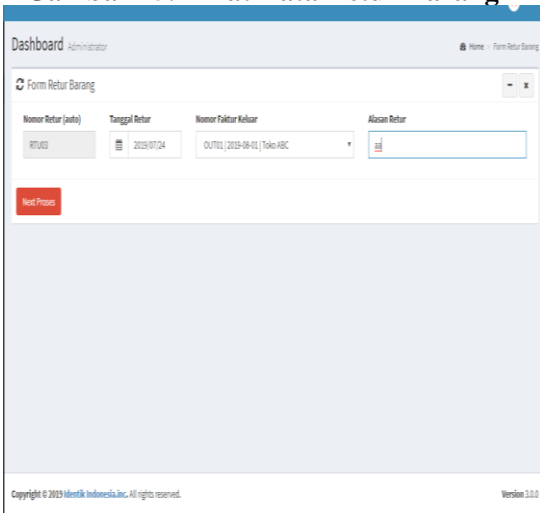 Dashboard Administrator
Home > Form Retur Barang
Form Retur Barang
- x
Nomor Retur (auto) Tanggal Retur Nomor Faktur Keluar Alasan Retur
RTU03 2019/07/24 OUT01 | 2019-08-01 | Toko ABC aa
Next Proses
Copyright © 2019 Identik Indonesia.inc. All rights reserved. Version 3.0.0